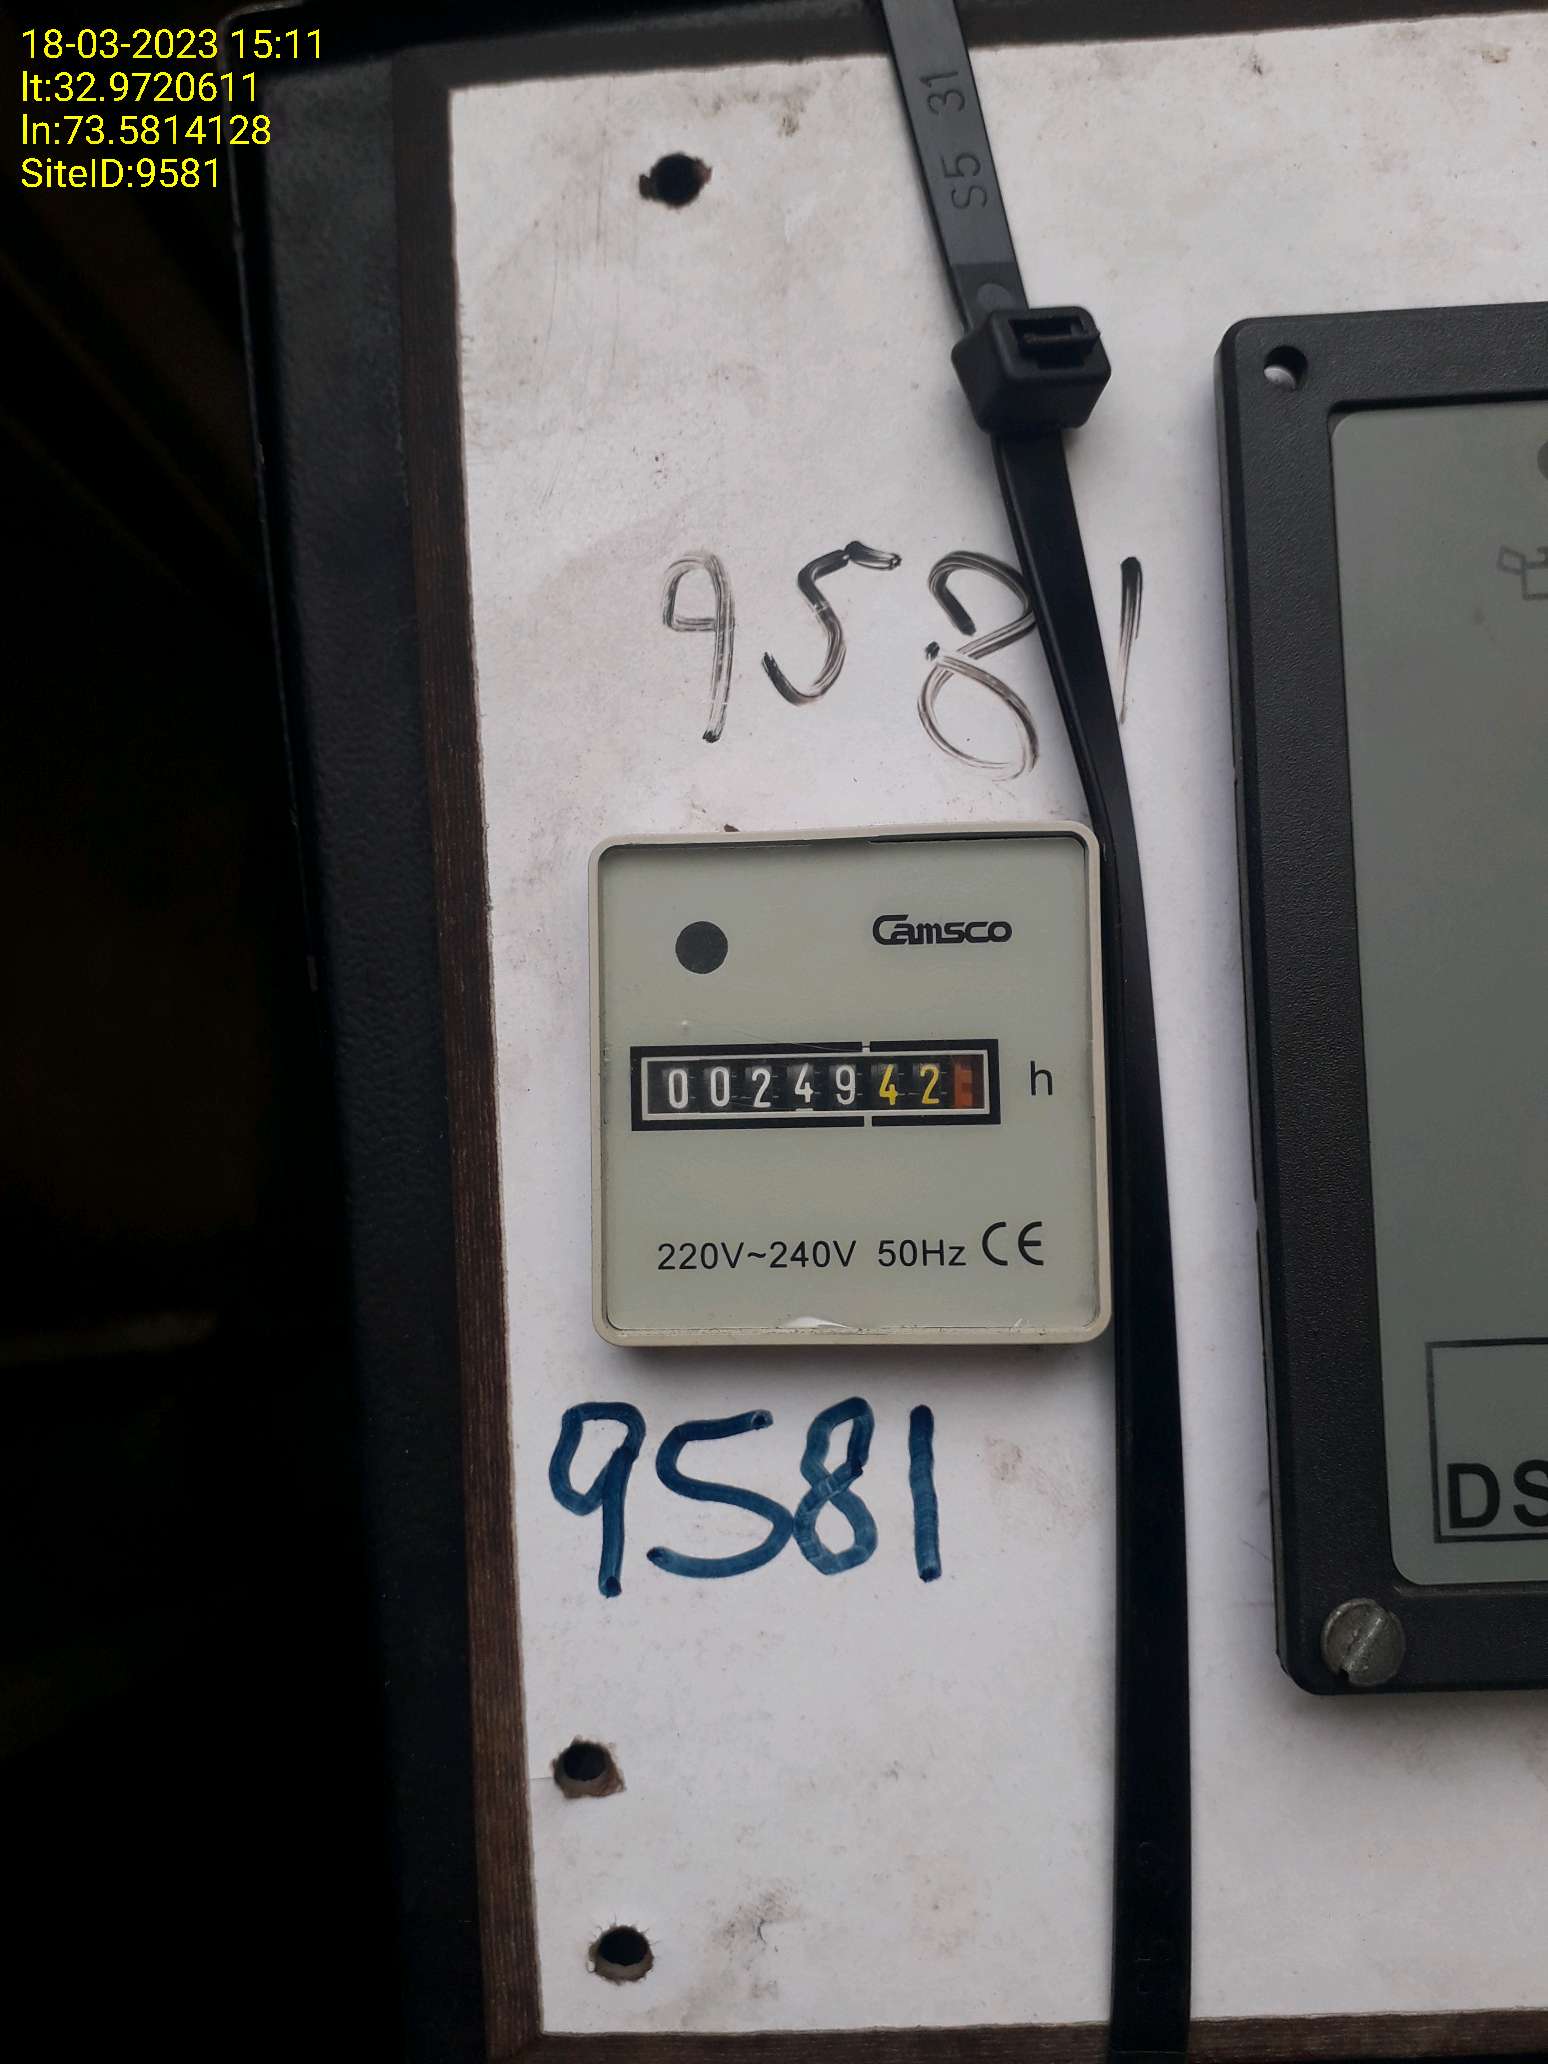 18-03-2023 15:11
lt:32.9720611
ln:73.5814128
SiteID:9581
S5 31
9581
Camsco
0024942 h
220V~240V 50Hz CE
9581
DS